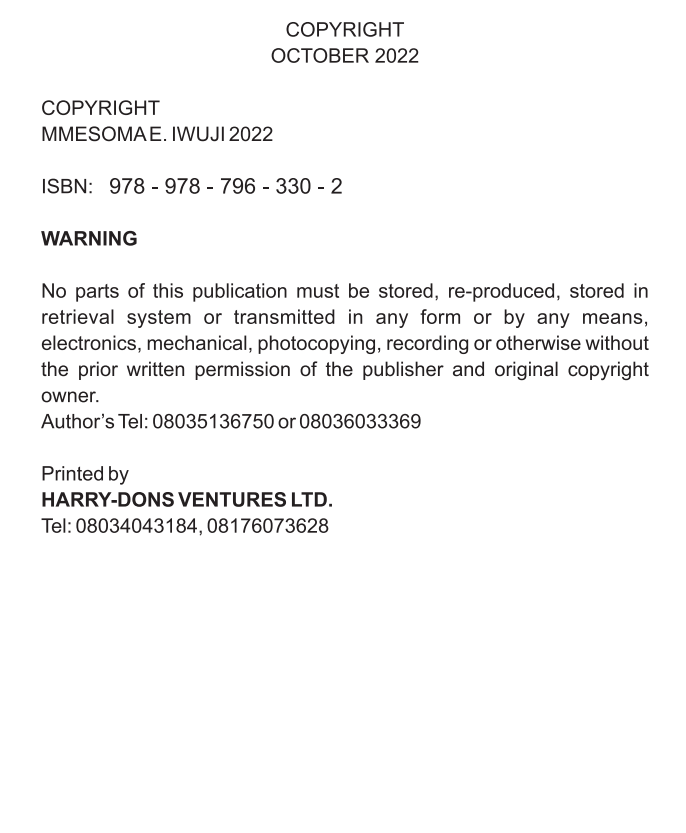 COPYRIGHT
OCTOBER 2022
COPYRIGHT
MMESOMA E. IWUJI 2022
ISBN: 978 - 978 - 796 - 330 - 2
WARNING
No parts of this publication must be stored, re-produced, stored in
retrieval system or transmitted in any form or by any means,
electronics, mechanical, photocopying, recording or otherwise without
the prior written permission of the publisher and original copyright
owner.
Author’s Tel: 08035136750 or 08036033369
Printed by
HARRY-DONS VENTURES LTD.
Tel: 08034043184, 08176073628